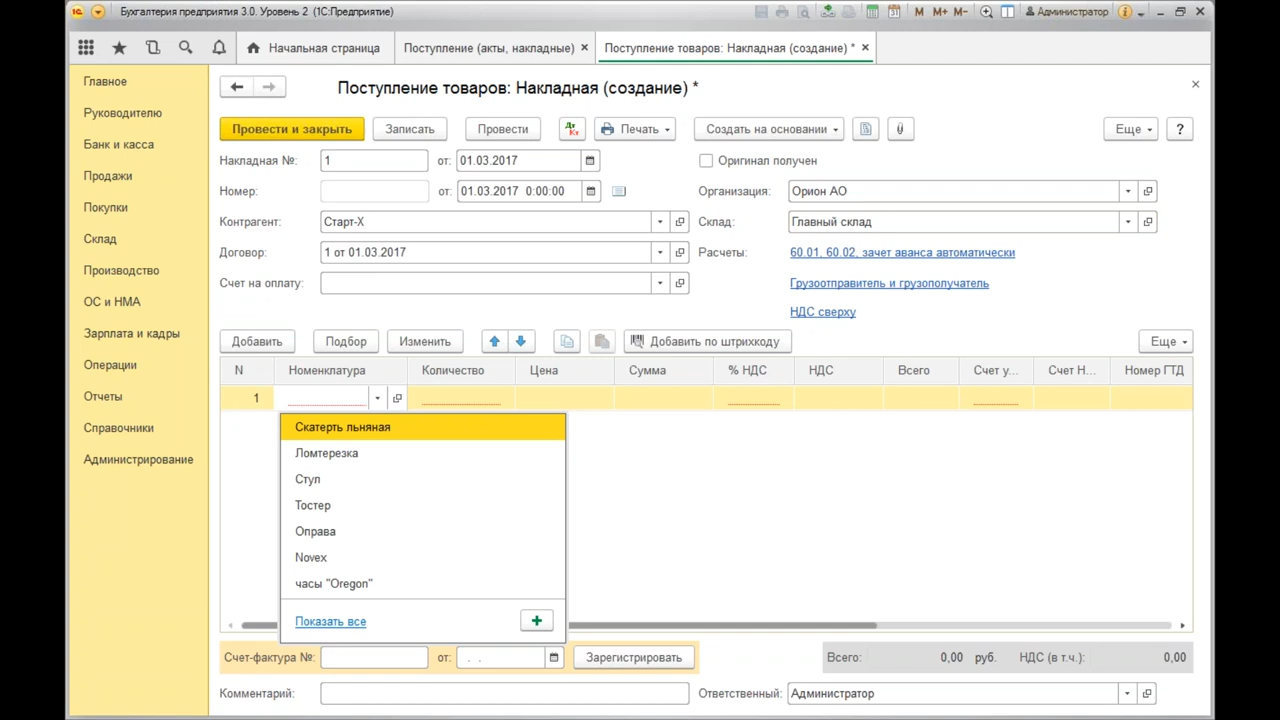 Бухгалтерия предприятия 3.0. Уровень 2 (1С:Предприятие) M M+ M- Администратор
Начальная страница Поступление (акты, накладные) Поступление товаров: Накладная (создание) *
Главное
Руководителю
Банк и касса
Продажи
Покупки
Склад
Производство
ОС и НМА
Зарплата и кадры
Операции
Отчеты
Справочники
Администрирование
Поступление товаров: Накладная (создание) *
Провести и закрыть Записать Провести Дт Кт Печать Создать на основании Еще ?
Накладная №: 1 от: 01.03.2017 Оригинал получен
Номер: от: 01.03.2017 0:00:00 Организация: Орион АО
Контрагент: Старт-Х Склад: Главный склад
Договор: 1 от 01.03.2017 Расчеты: 60.01, 60.02, зачет аванса автоматически
Счет на оплату: Грузоотправитель и грузополучатель
НДС сверху
Добавить Подбор Изменить Добавить по штрихкоду Еще
N Номенклатура Количество Цена Сумма % НДС НДС Всего Счет у... Счет Н... Номер ГТД
1
Скатерть льняная
Ломтерезка
Стул
Тостер
Оправа
Novex
часы "Oregon"
Показать все
Счет-фактура №: от: . . Зарегистрировать Всего: 0,00 руб. НДС (в т.ч.): 0,00
Комментарий: Ответственный: Администратор